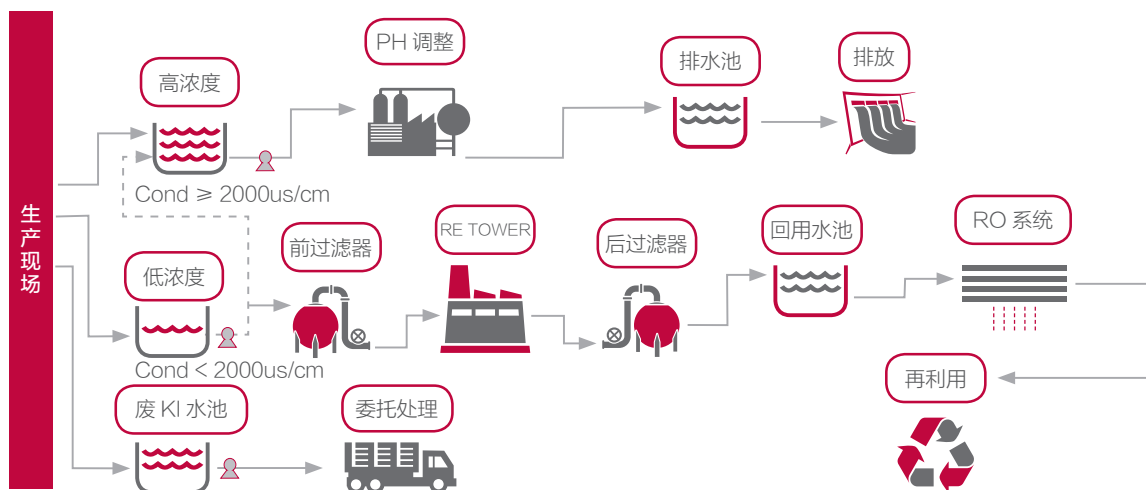 生产现场
高浓度
PH 调整
排水池
排放
Cond ≥ 2000us/cm
低浓度
前过滤器
RE TOWER
后过滤器
回用水池
RO 系统
Cond < 2000us/cm
废 KI 水池
委托处理
再利用